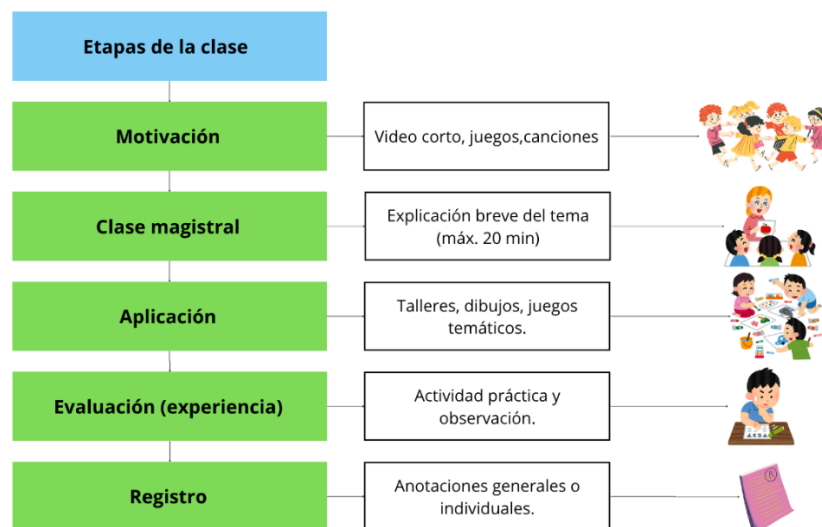 Etapas de la clase
Motivación
Video corto, juegos,canciones
Clase magistral
Explicación breve del tema
(máx. 20 min)
Aplicación
Talleres, dibujos, juegos
temáticos.
Evaluación (experiencia)
Actividad práctica y
observación.
Registro
Anotaciones generales o
individuales.